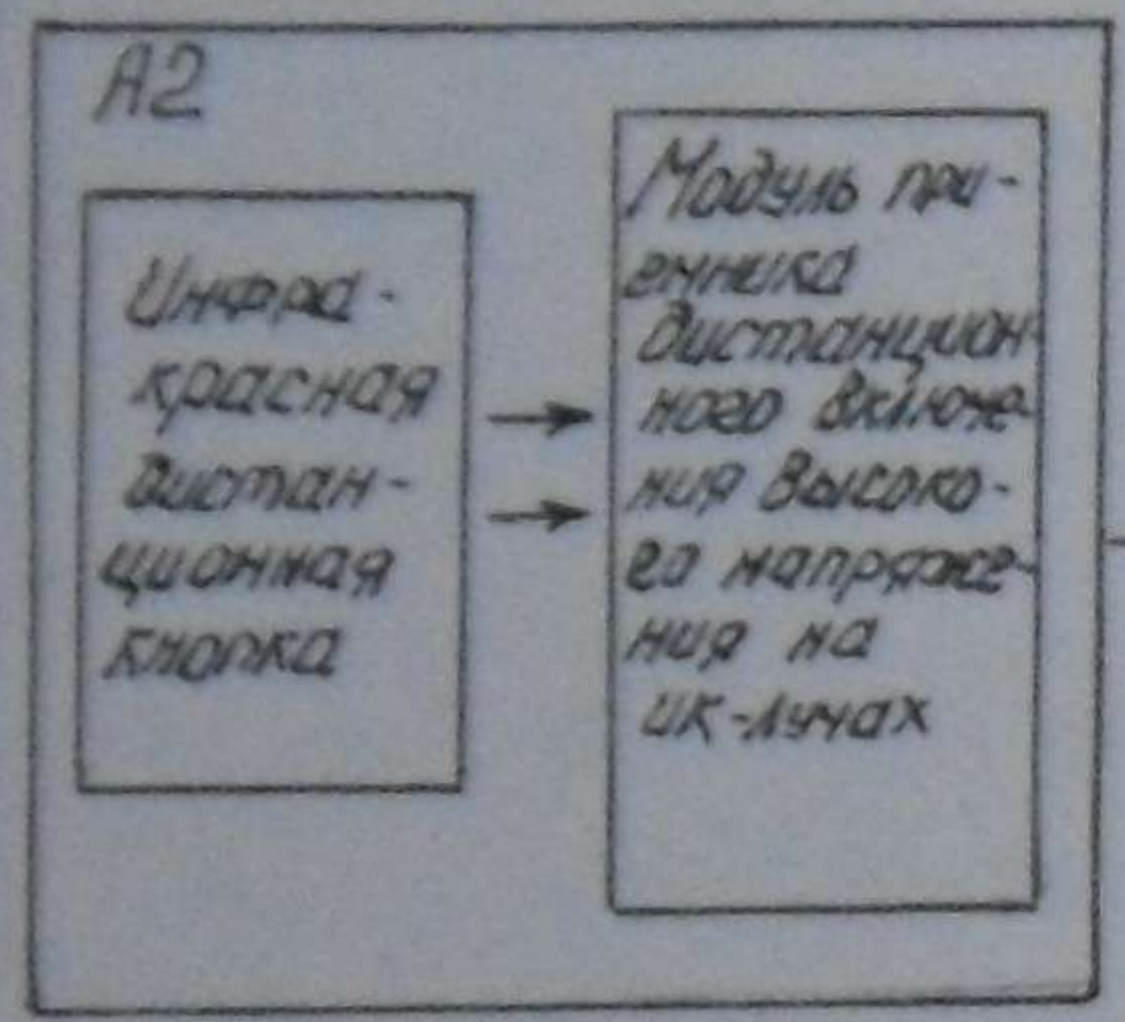 А2
Инфра-
красная
дистан-
ционная
кнопка
Модуль при-
емника
дистанцион-
ного включе-
ния высоко-
го напряже-
ния на
ИК-лучах